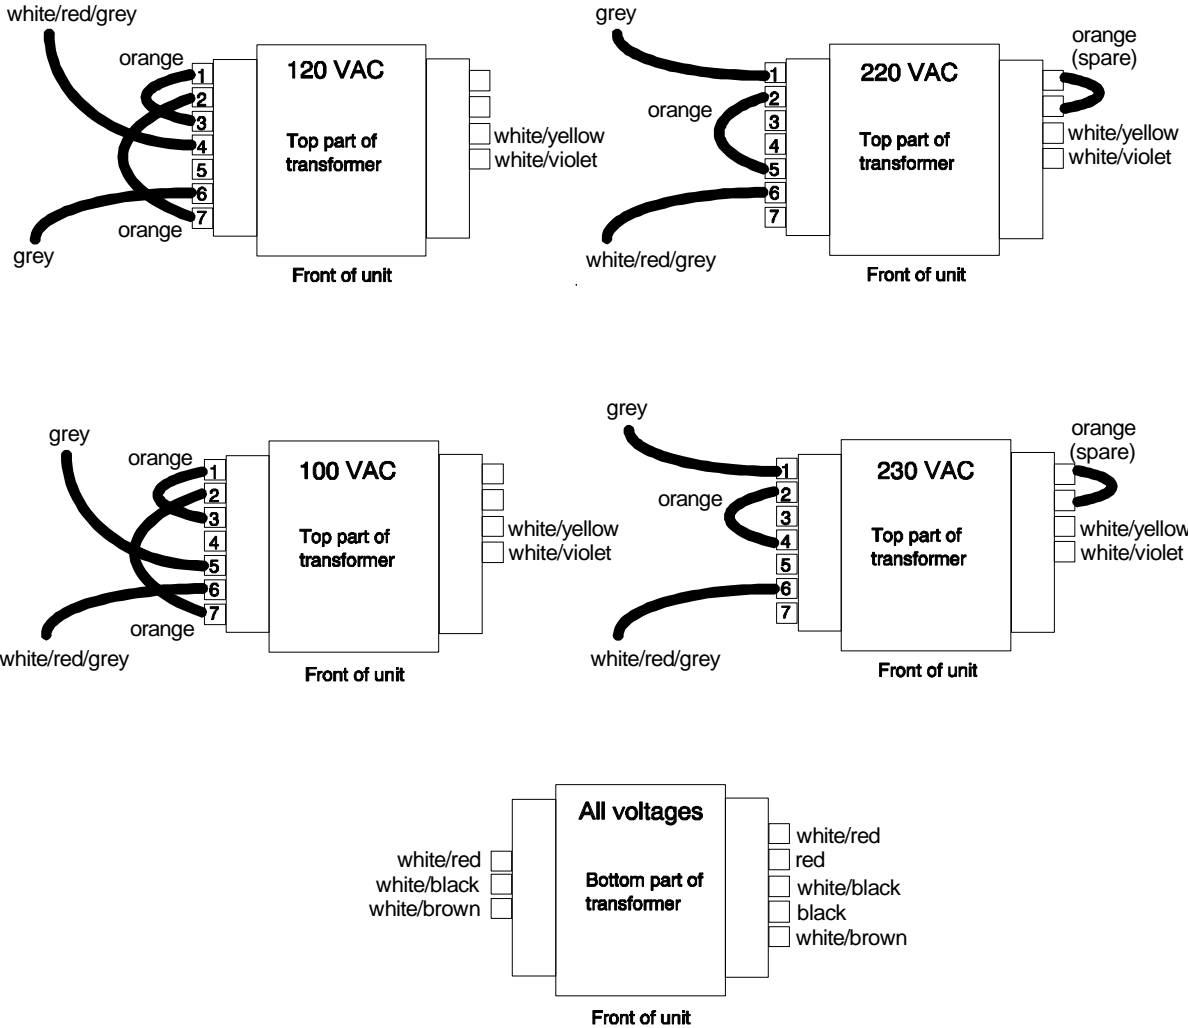 white/red/grey
orange
1
2
3
4
5
6
7
orange
grey
120 VAC
Top part of
transformer
white/yellow
white/violet
Front of unit
grey
orange
1
2
3
4
5
6
7
white/red/grey
220 VAC
Top part of
transformer
orange
(spare)
white/yellow
white/violet
Front of unit
grey
orange
1
2
3
4
5
6
7
orange
white/red/grey
100 VAC
Top part of
transformer
white/yellow
white/violet
Front of unit
grey
orange
1
2
3
4
5
6
7
white/red/grey
230 VAC
Top part of
transformer
orange
(spare)
white/yellow
white/violet
Front of unit
All voltages
Bottom part of
transformer
white/red
white/black
white/brown
white/red
red
white/black
black
white/brown
Front of unit